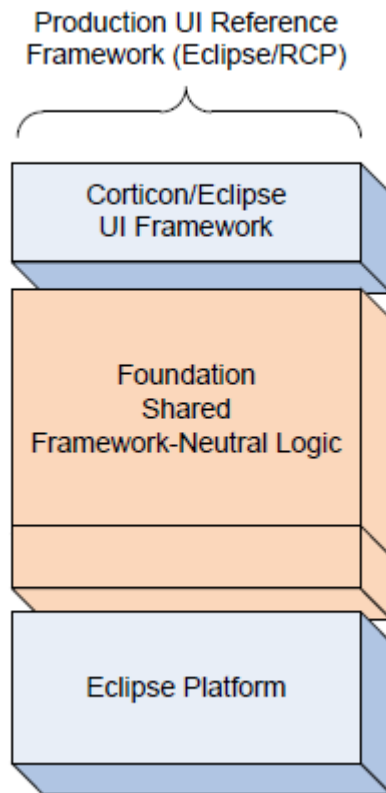 Production UI Reference
Framework (Eclipse/RCP)
Corticon/Eclipse
UI Framework
Foundation
Shared
Framework-Neutral Logic
Eclipse Platform